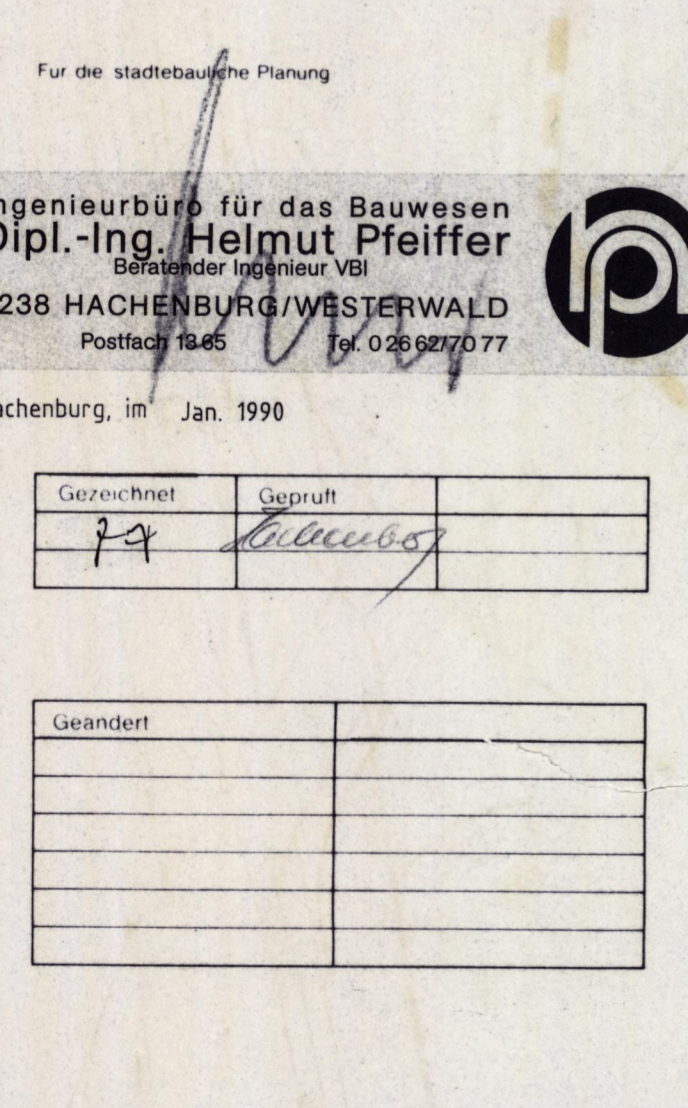 Fur die stadtebauliche Planung
ngenieurbüro für das Bauwesen
Dipl.-Ing. Helmut Pfeiffer
Beratender Ingenieur VBI
238 HACHENBURG/WESTERWALD
Postfach 1365 Tel. 02662/7077
achenburg, im Jan. 1990
Gezeichnet Gepruft
Geandert